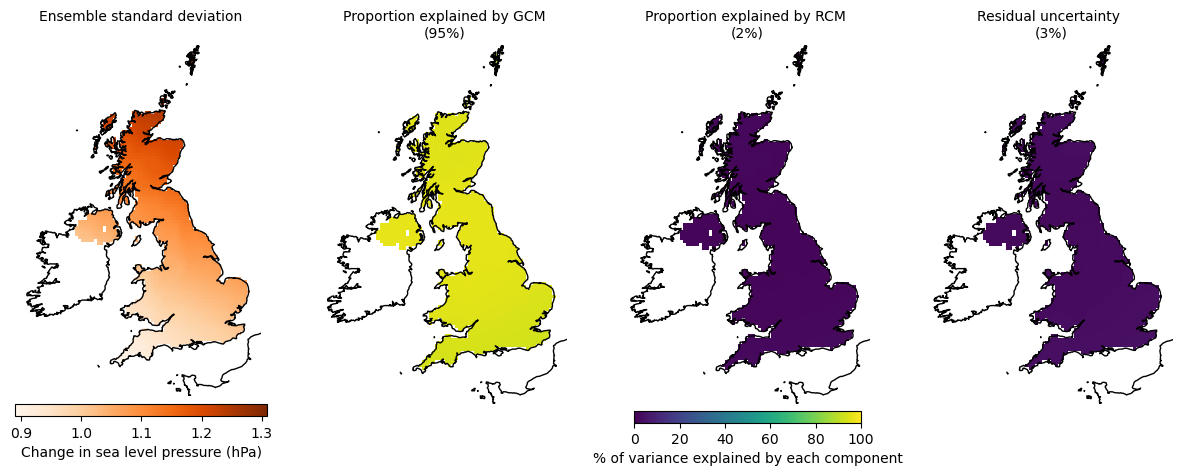 Ensemble standard deviation
Proportion explained by GCM
(95%)
Proportion explained by RCM
(2%)
Residual uncertainty
(3%)
0.9 1.0 1.1 1.2 1.3
Change in sea level pressure (hPa)
0 20 40 60 80 100
% of variance explained by each component